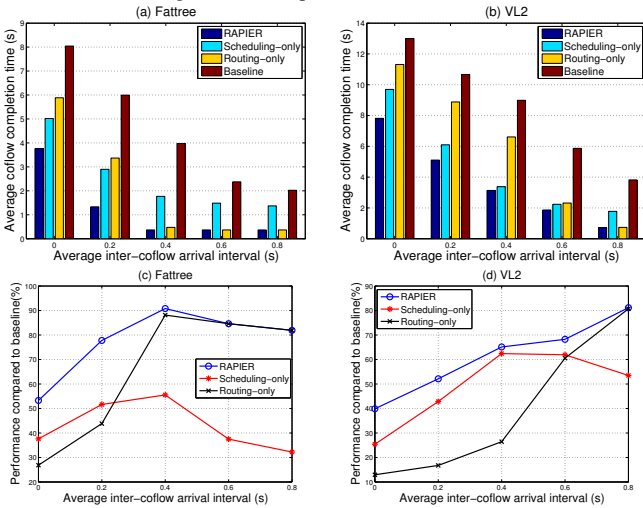 (a) Fattree
Average coflow completion time (s)
9
8
7
6
5
4
3
2
1
0
RAPIER
Scheduling-only
Routing-only
Baseline
0 0.2 0.4 0.6 0.8
Average inter-coflow arrival interval (s)
(b) VL2
Average coflow completion time (s)
14
12
10
8
6
4
2
0
RAPIER
Scheduling-only
Routing-only
Baseline
0 0.2 0.4 0.6 0.8
Average inter-coflow arrival interval (s)
(c) Fattree
Performance compared to baseline(%)
100
90
80
70
60
50
40
30
20
RAPIER
Scheduling-only
Routing-only
0 0.2 0.4 0.6 0.8
Average inter-coflow arrival interval (s)
(d) VL2
Performance compared to baseline(%)
90
80
70
60
50
40
30
20
10
RAPIER
Scheduling-only
Routing-only
0 0.2 0.4 0.6 0.8
Average inter-coflow arrival interval (s)